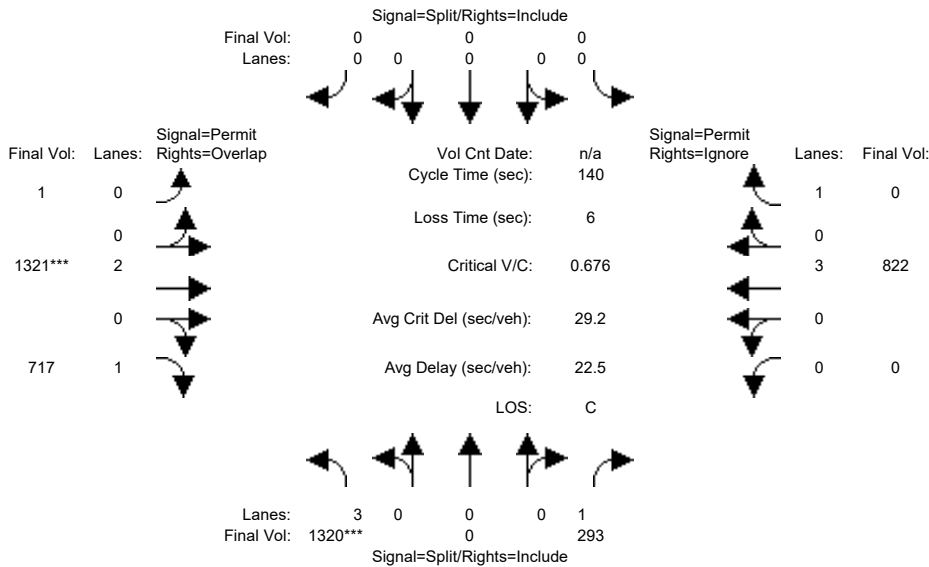 Signal=Split/Rights=Include
Final Vol: 0 0 0
Lanes: 0 0 0 0 0
Signal=Permit Signal=Permit
Final Vol: Lanes: Rights=Overlap Vol Cnt Date: n/a Rights=Ignore Lanes: Final Vol:
Cycle Time (sec): 140
1 0 1 0
Loss Time (sec): 6
0 0
1321*** 2 Critical V/C: 0.676 3 822
0 Avg Crit Del (sec/veh): 29.2 0
717 1 Avg Delay (sec/veh): 22.5 0 0
LOS: C
Lanes: 3 0 0 0 1
Final Vol: 1320*** 0 293
Signal=Split/Rights=Include